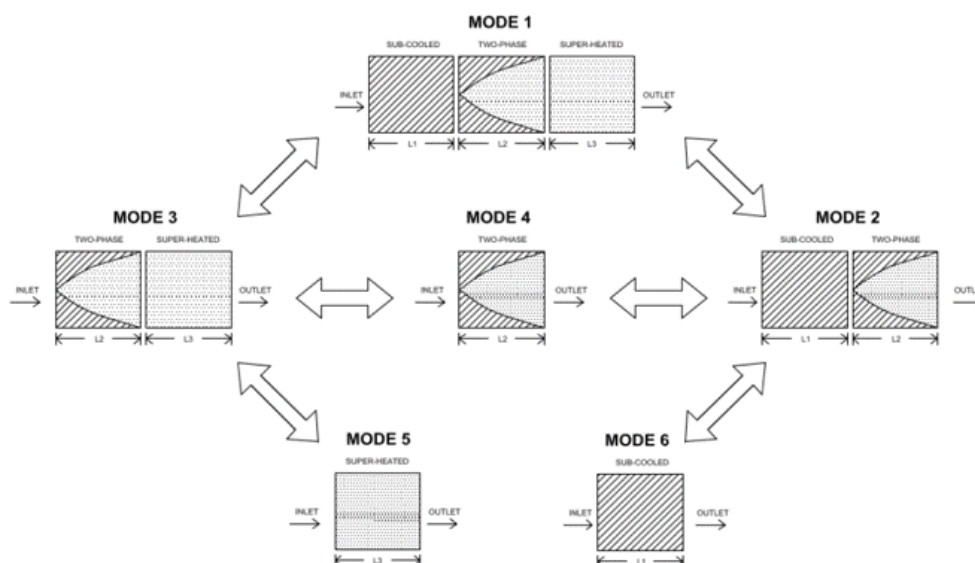 MODE 1
SUB-COOLED TWO-PHASE SUPER-HEATED
INLET OUTLET
L1 L2 L3
MODE 3 MODE 4 MODE 2
TWO-PHASE SUPER-HEATED TWO-PHASE SUB-COOLED TWO-PHASE
INLET OUTLET INLET OUTLET INLET OUTLE
L2 L3 L2 L1 L2
MODE 5 MODE 6
SUPER-HEATED SUB-COOLED
INLET OUTLET INLET OUTLET
L3 L1